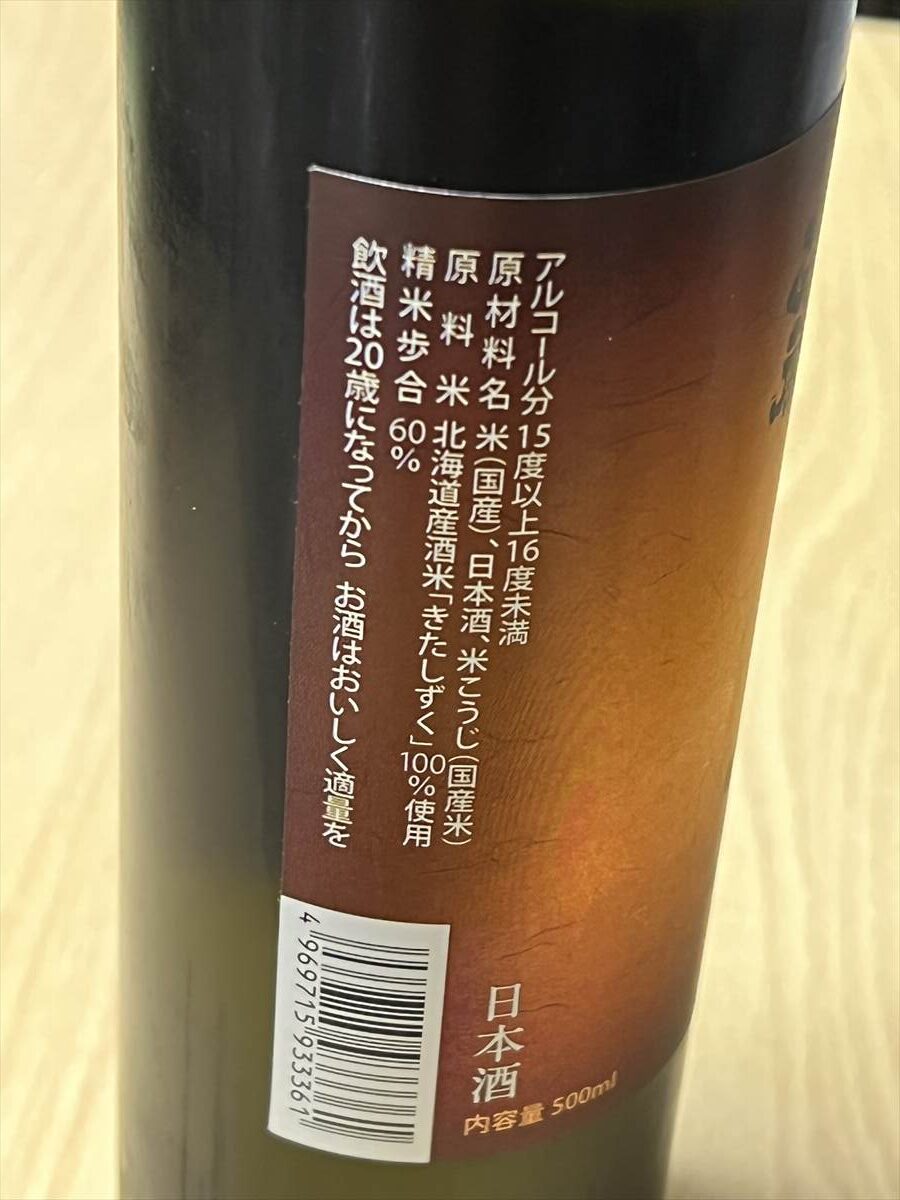 アルコール分 15度以上16度未満
原材料名 米(国産)、日本酒、米こうじ(国産米)
原料米 北海道産酒米「きたしずく」100%使用
精米歩合 60%
飲酒は20歳になってから お酒はおいしく適量を
日本酒
内容量 500ml
4969715933361